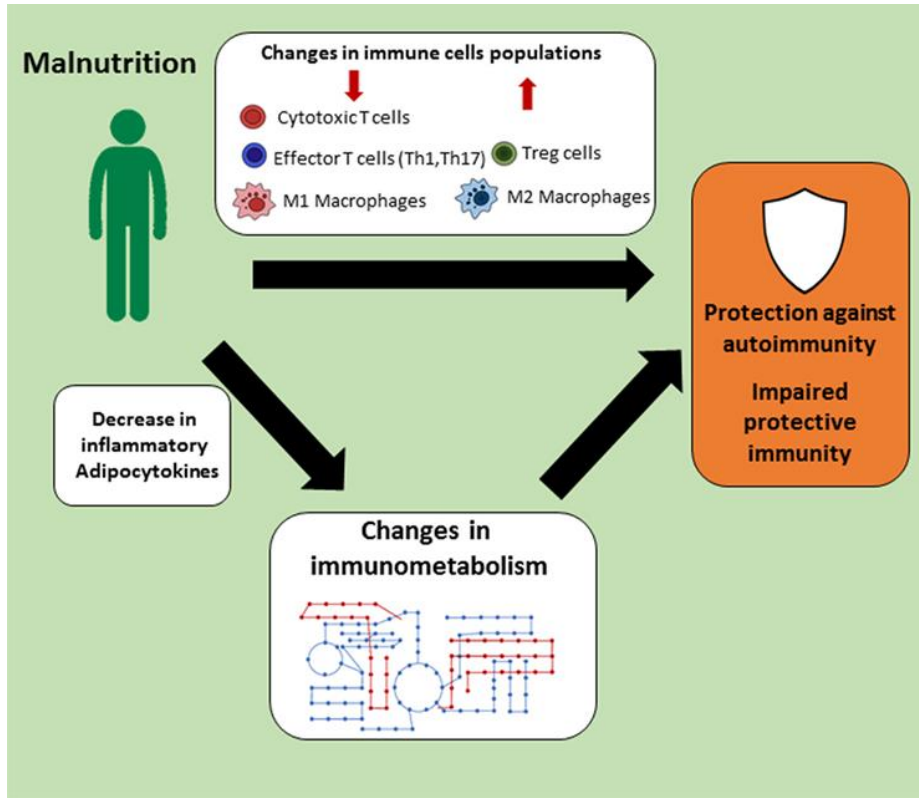 Malnutrition
Changes in immune cells populations
Cytotoxic T cells
Effector T cells (Th1,Th17)
Treg cells
M1 Macrophages
M2 Macrophages
Protection against
autoimmunity
Impaired
protective
immunity
Decrease in
inflammatory
Adipocytokines
Changes in
immunometabolism